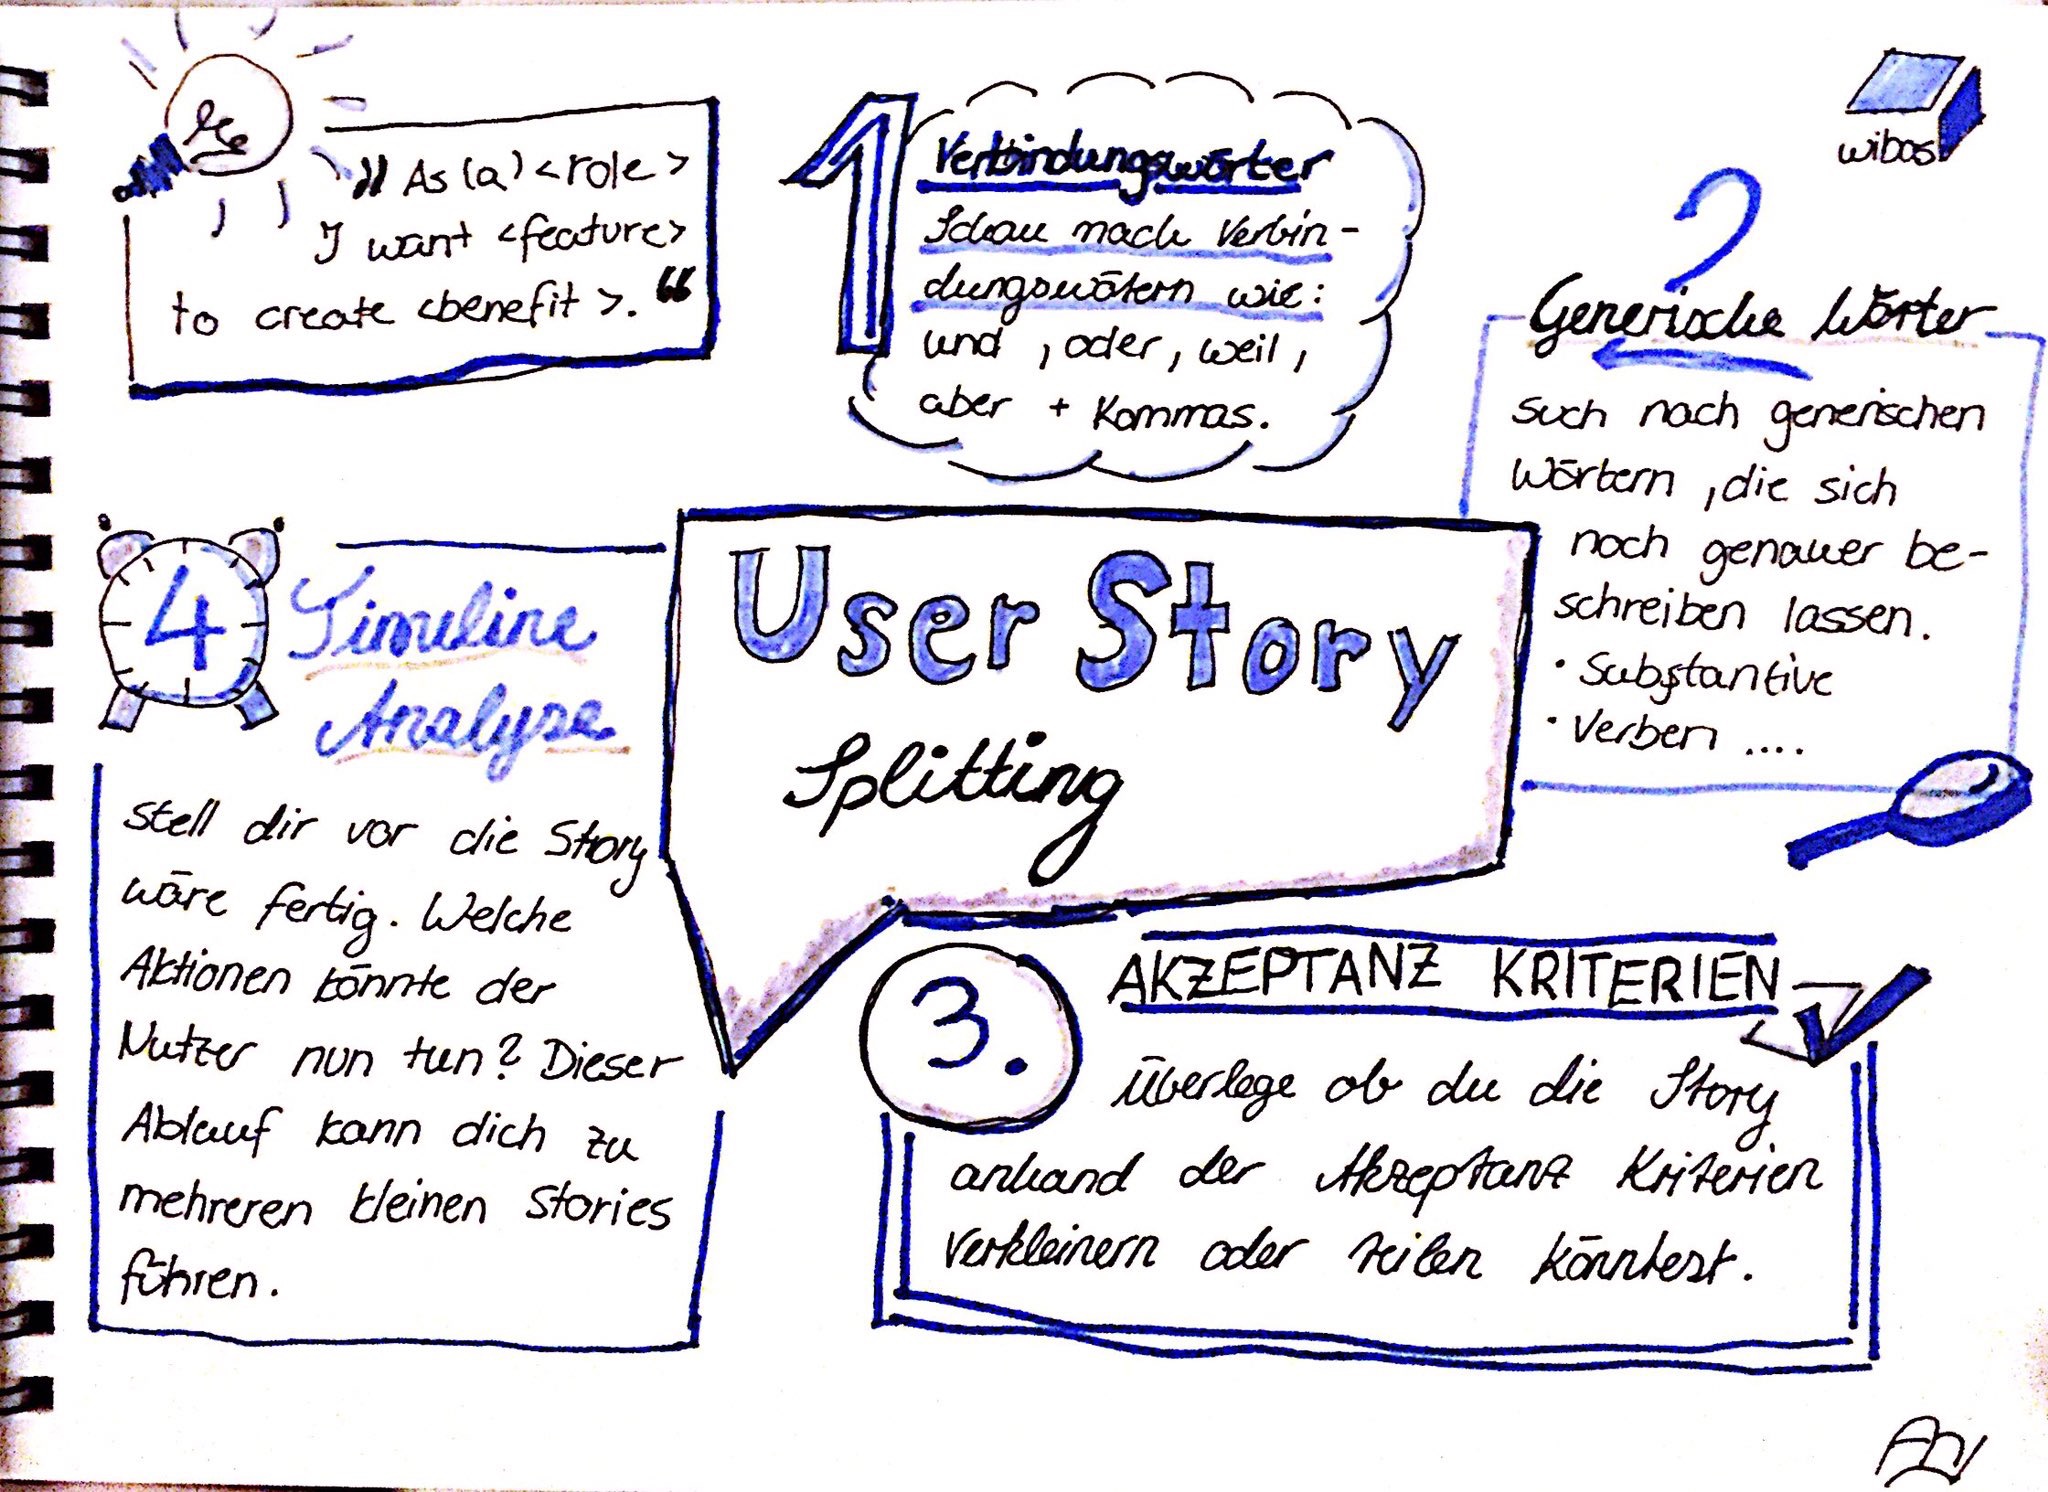 „As (a) <role>
I want <feature>
to create <benefit>.“
1
Verbindungswörter
Schau nach Verbin-
dungswötern wie:
und, oder, weil,
aber + Kommas.
wibas
2
Generische Wörter
such nach generischen
Wörtern, die sich
noch genauer be-
schreiben lassen.
· Substantive
· Verben ....
User Story
Splitting
3.
AKZEPTANZ KRITERIEN
Überlege ob du die Story
anhand der Akzeptanz Kriterien
verkleinern oder teilen könntest.
4
Timeline
Analyse
stell dir vor die Story
wäre fertig. Welche
Aktionen könnte der
Nutzer nun tun? Dieser
Ablauf kann dich zu
mehreren kleinen Stories
führen.